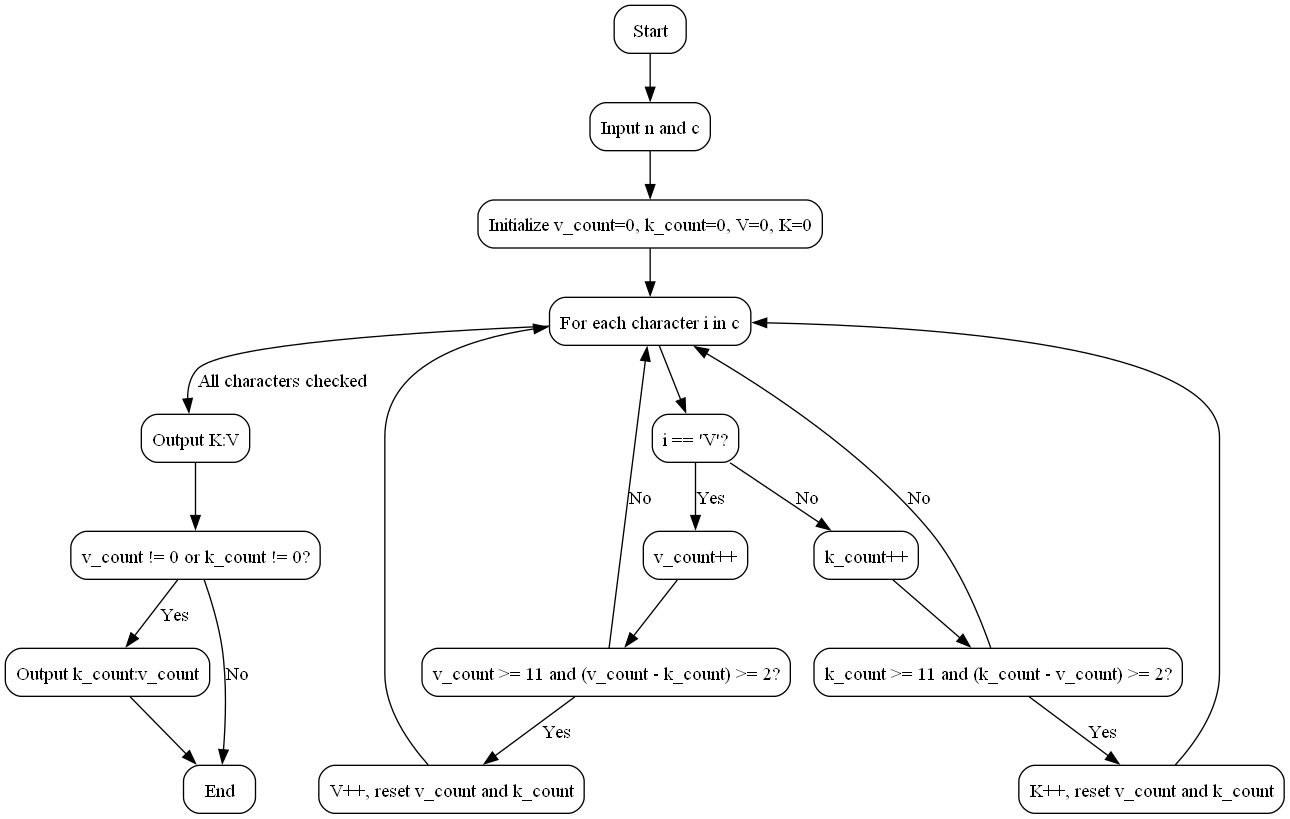 Start
Input n and c
Initialize v_count=0, k_count=0, V=0, K=0
For each character i in c
All characters checked
Output K:V
i == 'V'?
No
Yes
No
No
v_count != 0 or k_count != 0?
v_count++
k_count++
Yes
No
Output k_count:v_count
v_count >= 11 and (v_count - k_count) >= 2?
k_count >= 11 and (k_count - v_count) >= 2?
Yes
Yes
End
V++, reset v_count and k_count
K++, reset v_count and k_count